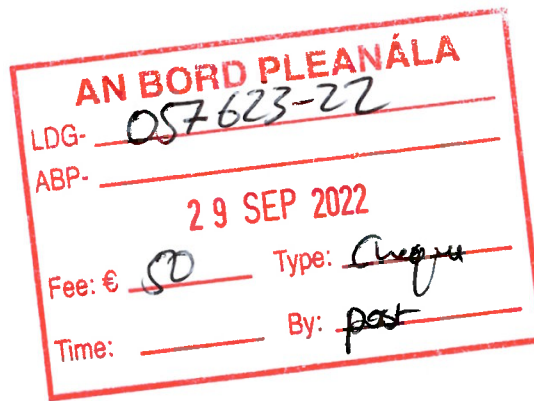 AN BORD PLEANÁLA
LDG- 057623-22
ABP-
29 SEP 2022
Fee: € 50 Type: Cheque
Time: By: post